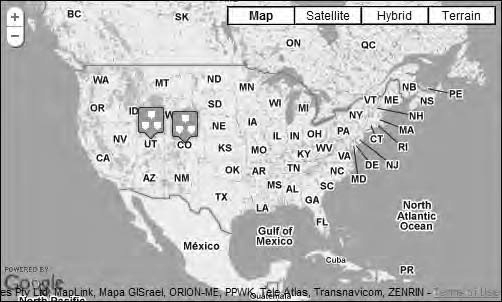 BC
SK
ON
QC
+
-
Map Satellite Hybrid Terrain
WA
MT
ND
MN
OR
ID
SD
WI
MI
VT
NB
PE
NS
NY
NH
MA
RI
CT
NJ
DE
MD
NV
UT
CO
NE
IA
IL
IN
OH
PA
CA
KS
MO
KY
WV
VA
AZ
NM
OK
AR
TN
NC
TX
MS
AL
GA
SC
LA
FL
North
Atlantic
Ocean
Gulf of
Mexico
México
Cuba
PR
Guatemala
POWERED BY
Google
es Pty Ltd, MapLink, Mapa GISrael, ORION-ME, PPWK, Tele Atlas, Transnavicom, ZENRIN - Terms of Use
North Pacific